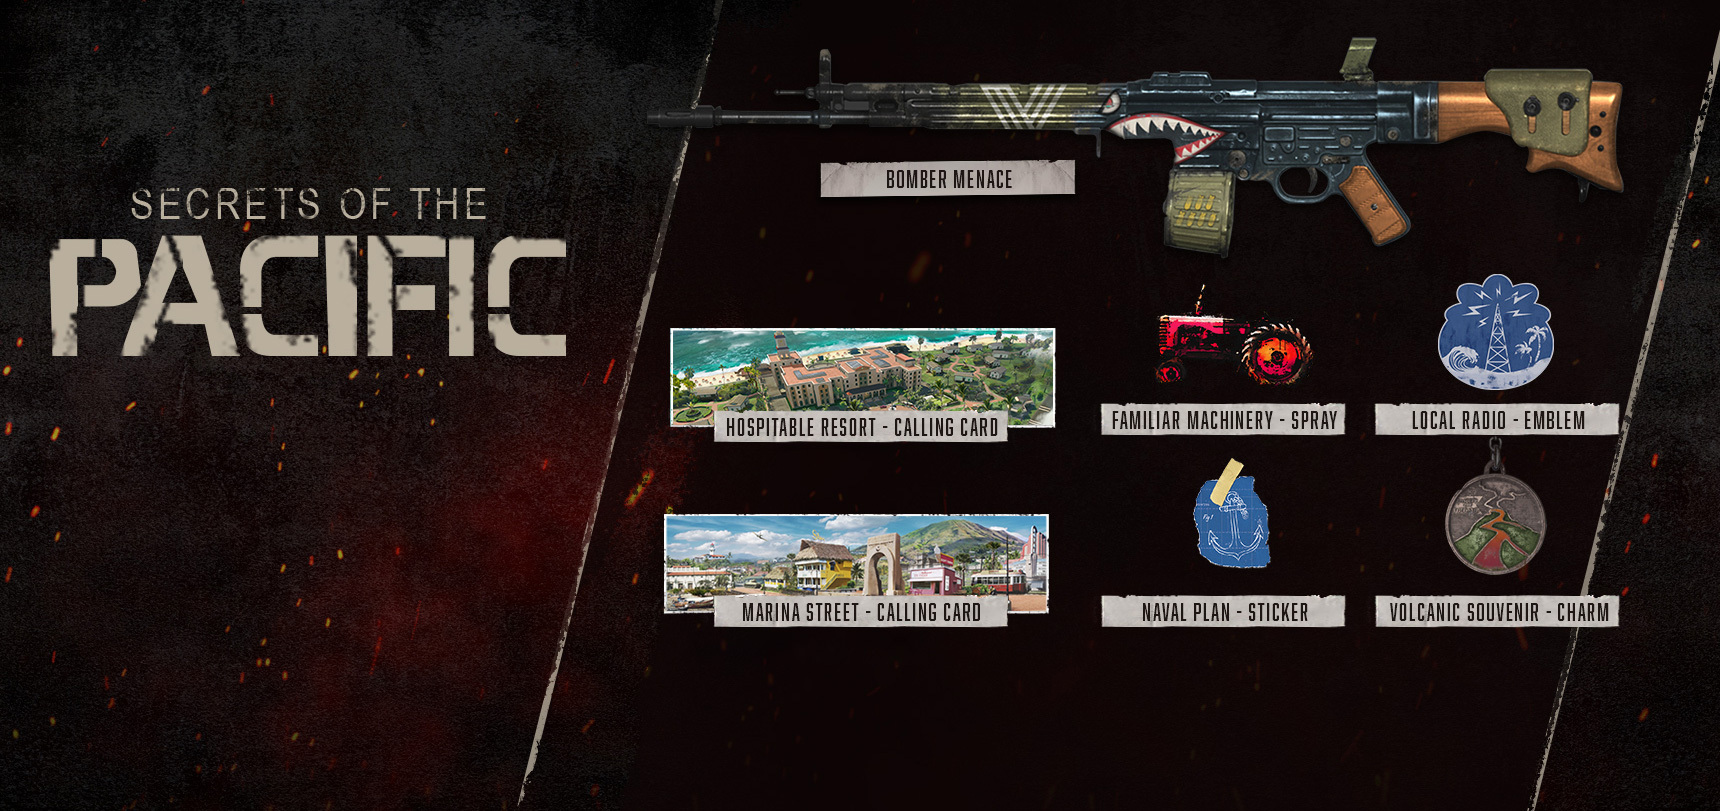 SECRETS OF THE
PACIFIC
BOMBER MENACE
HOSPITABLE RESORT - CALLING CARD
FAMILIAR MACHINERY - SPRAY
LOCAL RADIO - EMBLEM
MARINA STREET - CALLING CARD
NAVAL PLAN - STICKER
VOLCANIC SOUVENIR - CHARM